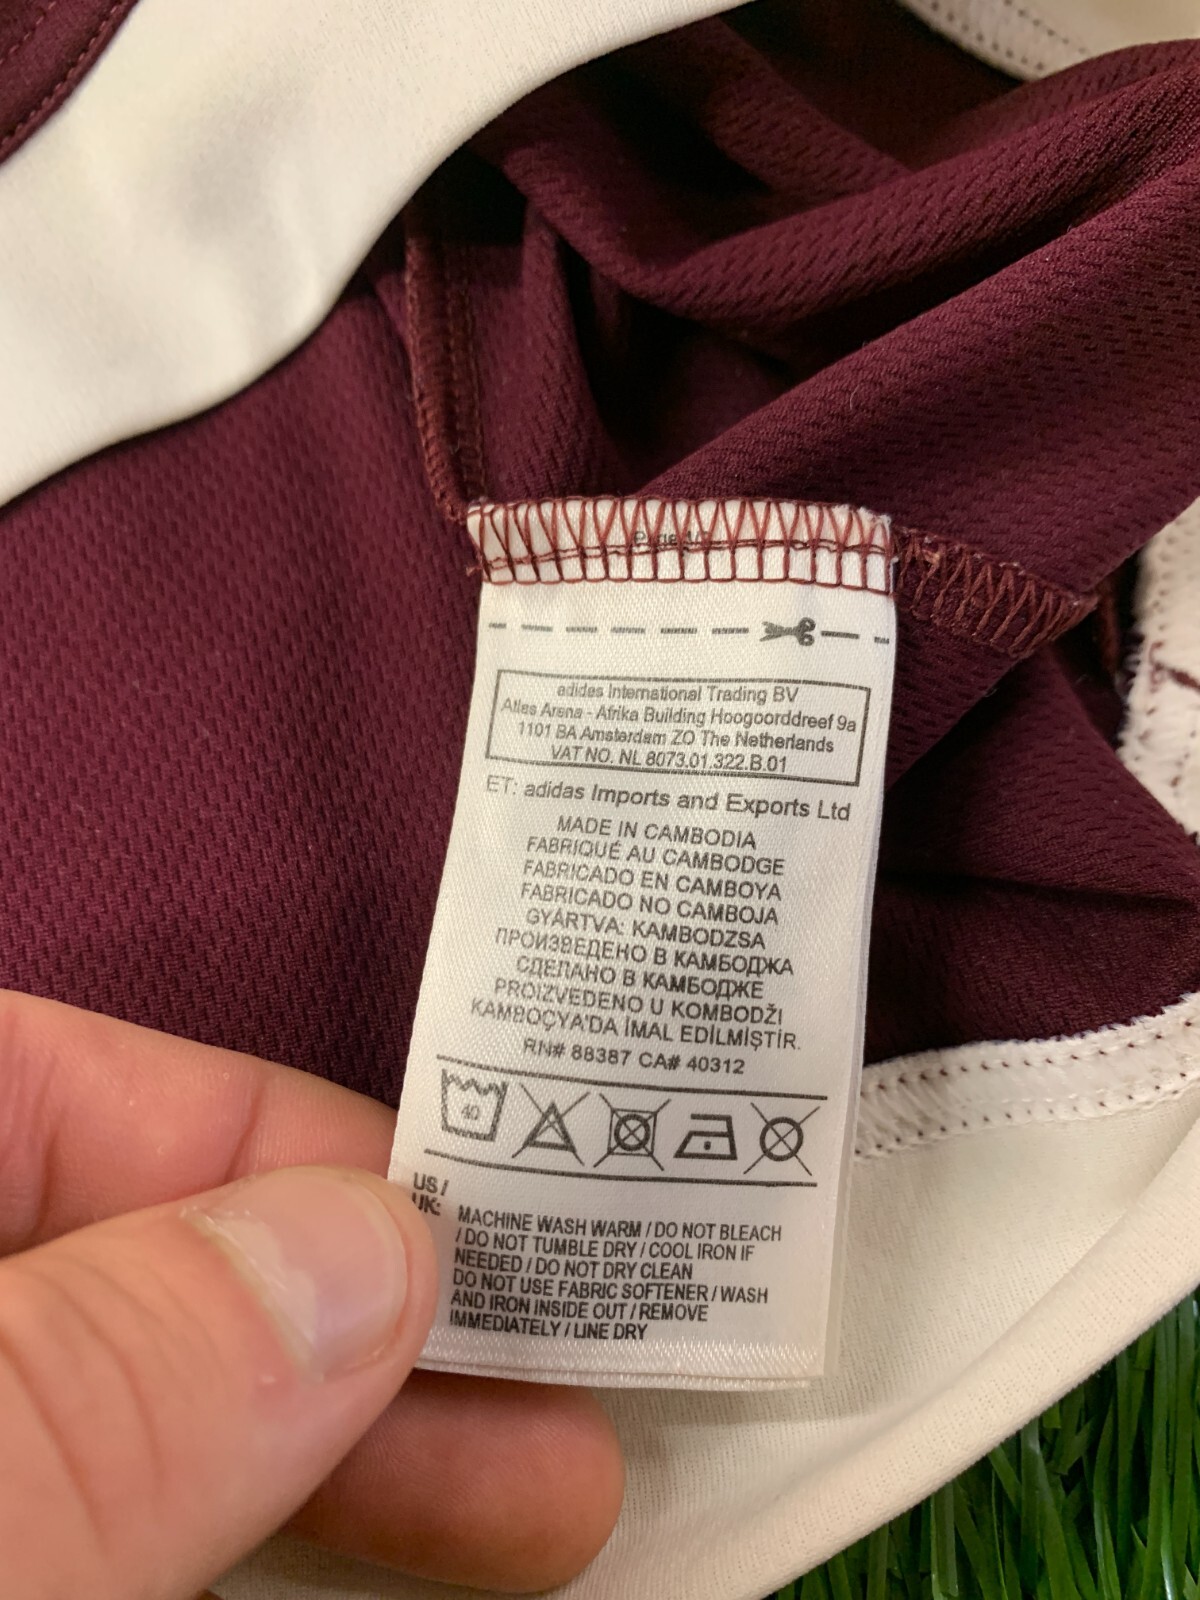 adidas International Trading BV
Atlas Arena - Afrika Building Hoogoorddreef 9a
1101 BA Amsterdam ZO The Netherlands
VAT NO. NL 8073.01.322.B.01
ET: adidas Imports and Exports Ltd
MADE IN CAMBODIA
FABRIQUÉ AU CAMBODGE
FABRICADO EN CAMBOYA
FABRICADO NO CAMBOJA
GYÁRTVA: KAMBODZSA
ПРОИЗВЕДЕНО В КАМБОДЖА
СДЕЛАНО В КАМБОДЖЕ
PROIZVEDENO U KOMBODŽI
KAMBOÇYA'DA İMAL EDİLMİŞTİR.
RN# 88387 CA# 40312
40
US /
UK:
MACHINE WASH WARM / DO NOT BLEACH
/ DO NOT TUMBLE DRY / COOL IRON IF
NEEDED / DO NOT DRY CLEAN
DO NOT USE FABRIC SOFTENER / WASH
AND IRON INSIDE OUT / REMOVE
IMMEDIATELY / LINE DRY